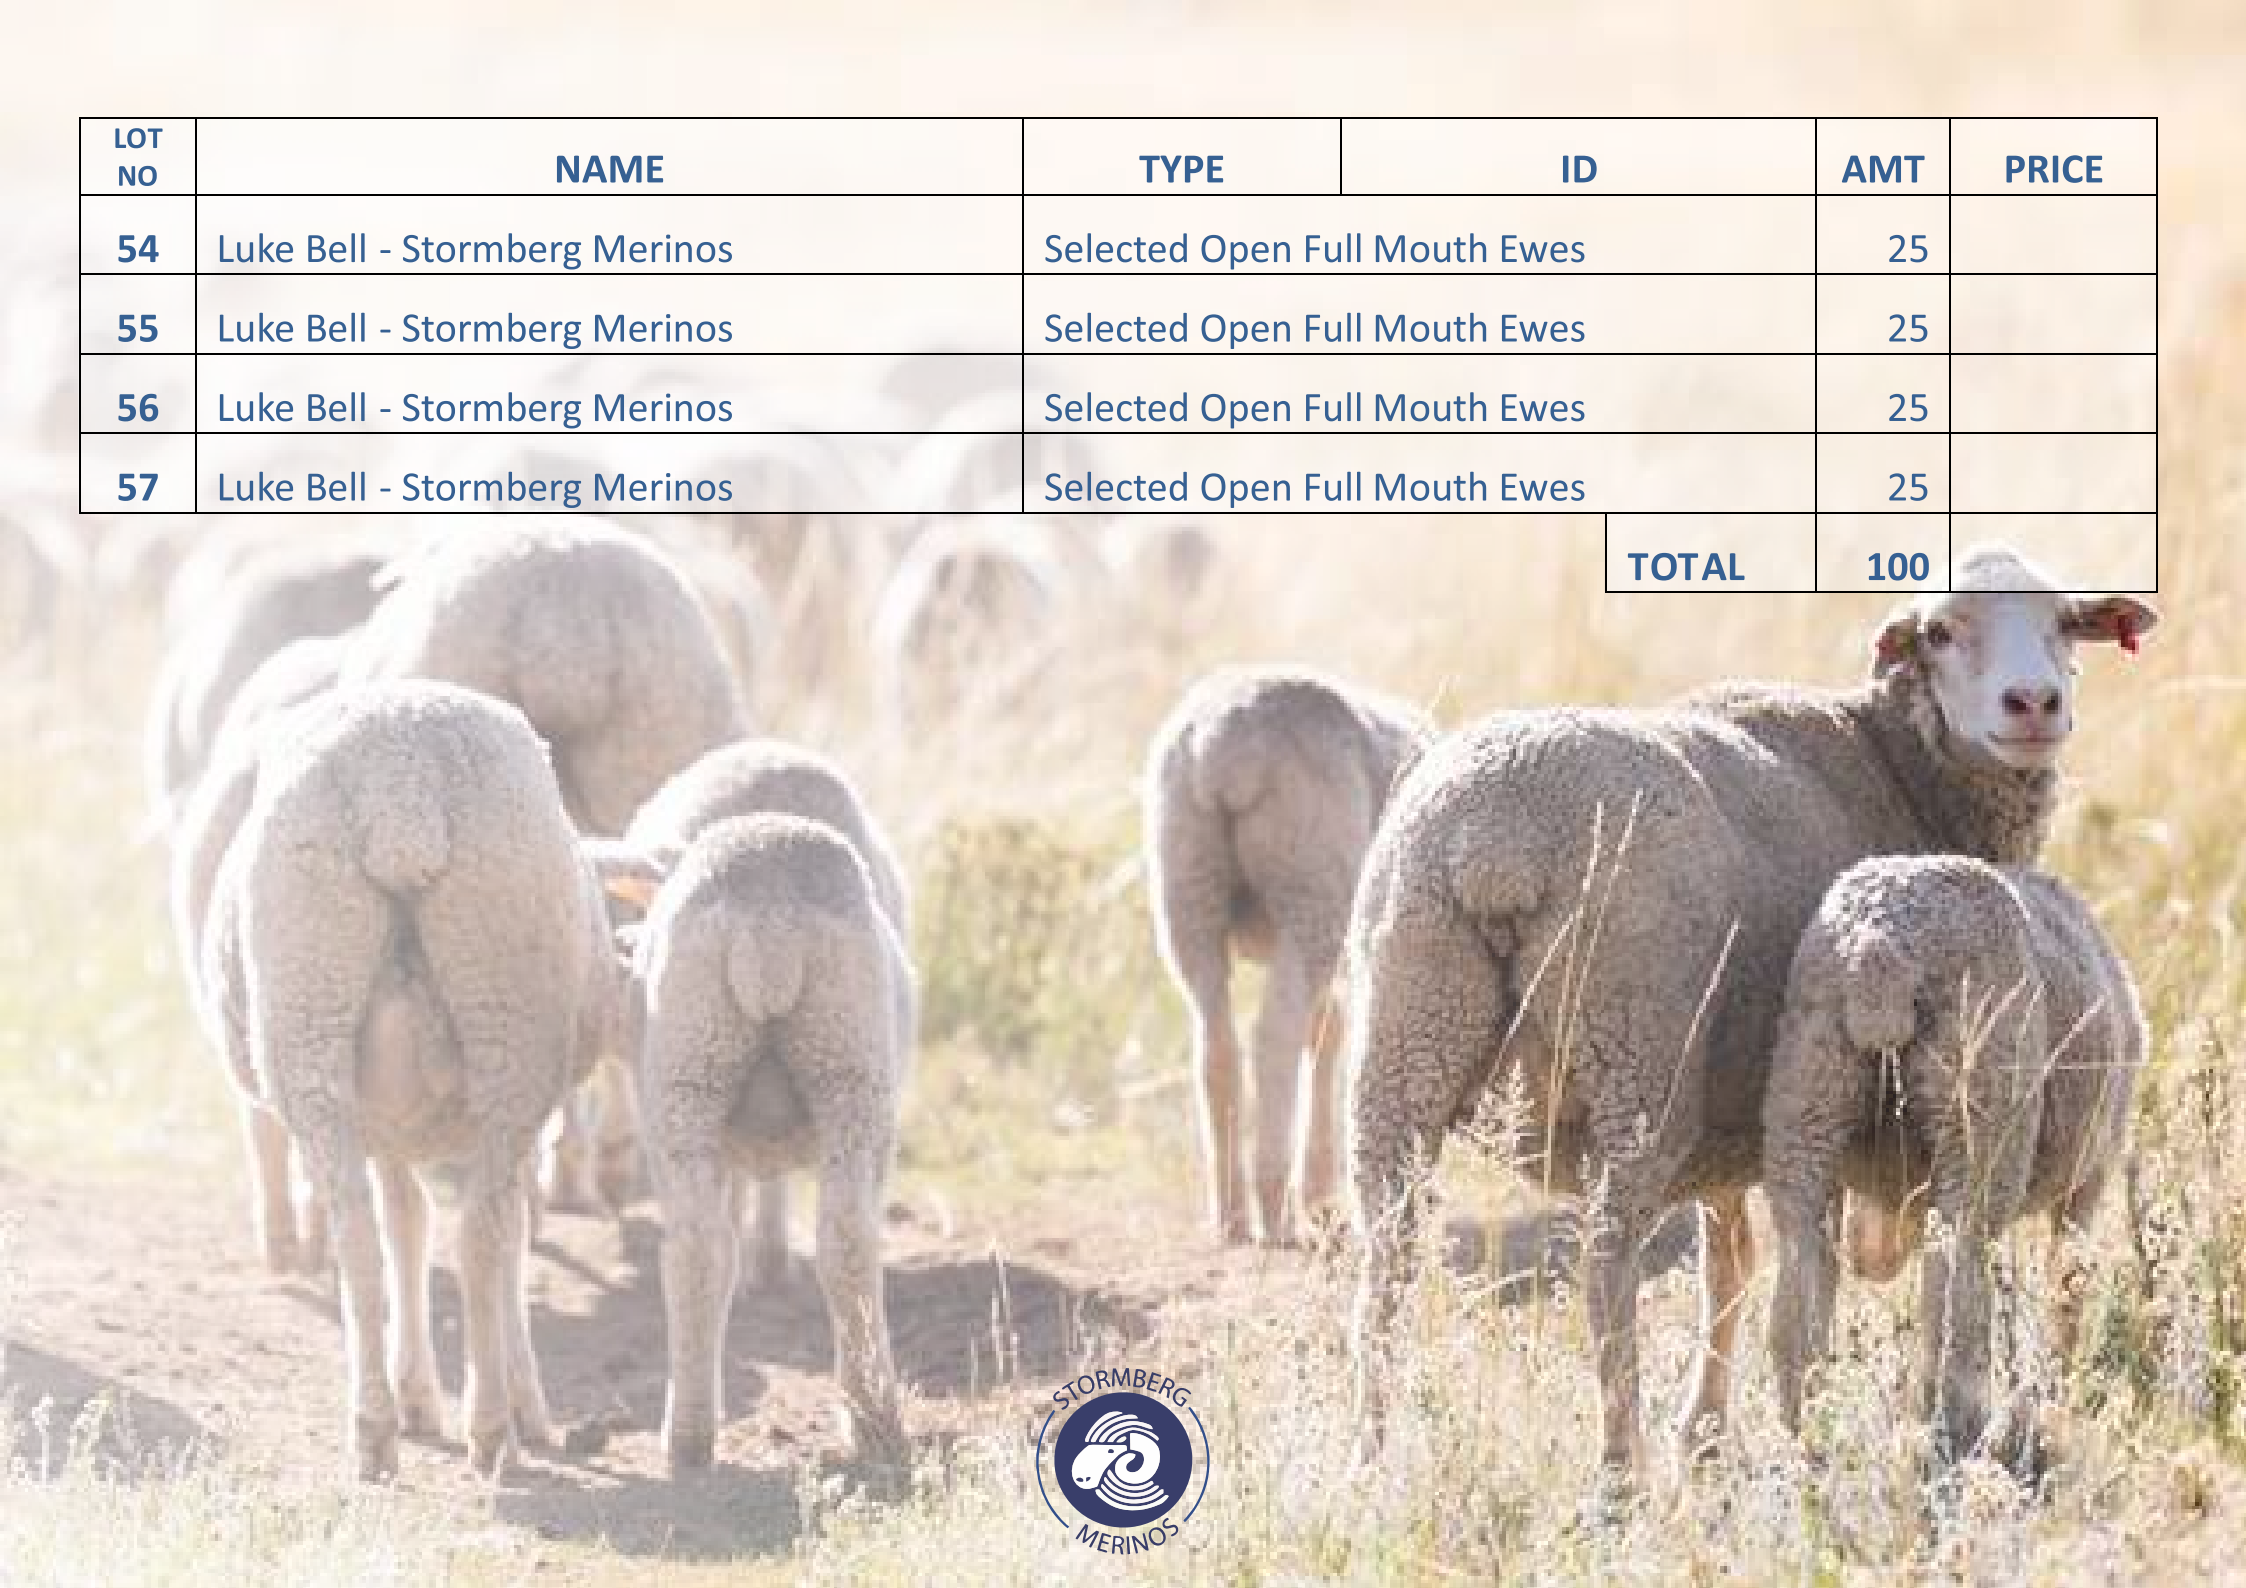 LOT NO NAME TYPE ID AMT PRICE
54 Luke Bell - Stormberg Merinos Selected Open Full Mouth Ewes 25
55 Luke Bell - Stormberg Merinos Selected Open Full Mouth Ewes 25
56 Luke Bell - Stormberg Merinos Selected Open Full Mouth Ewes 25
57 Luke Bell - Stormberg Merinos Selected Open Full Mouth Ewes 25
TOTAL 100
STORMBERG
MERINOS